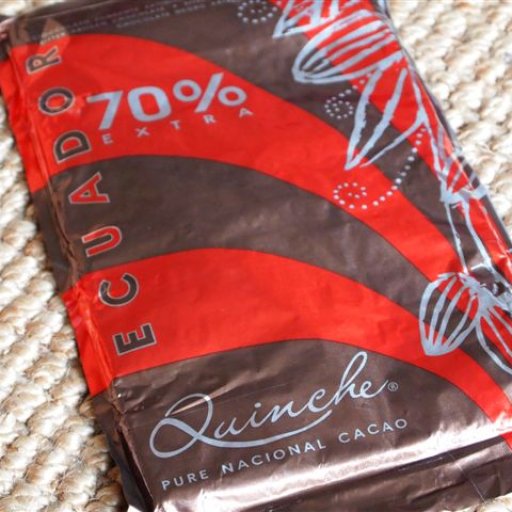 ECUADOR
70%
EXTRA
Quinche®
PURE NACIONAL CACAO